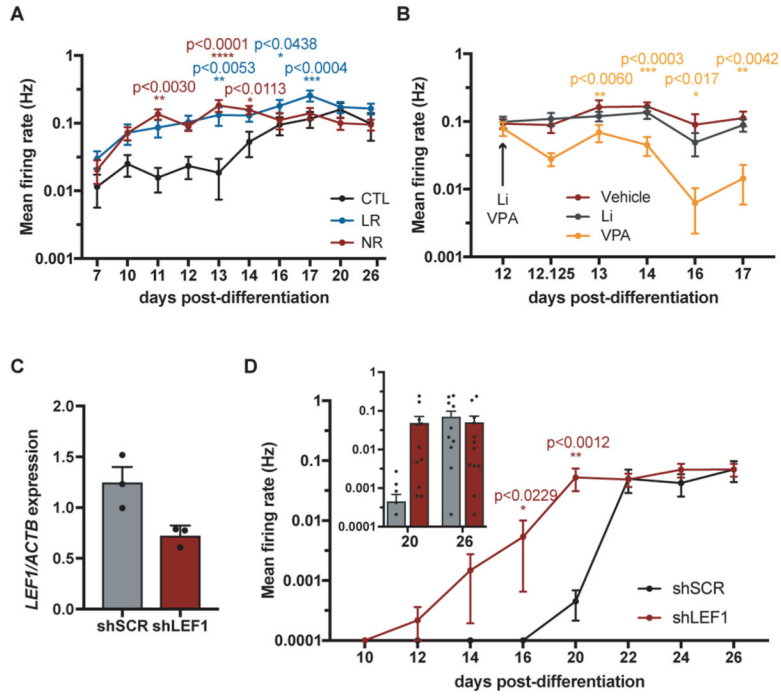 A
p<0.0001 p<0.0438
**** *
p<0.0030 p<0.0053 p<0.0004
** ** p<0.0113 ***
*
Mean firing rate (Hz)
1
0.1
0.01
0.001
CTL
LR
NR
7 10 11 12 13 14 16 17 20 26
days post-differentiation
B
p<0.0003 p<0.0042
p<0.0060 *** p<0.017 **
** *
Mean firing rate (Hz)
1
0.1
0.01
0.001
Li
VPA
Vehicle
Li
VPA
12 12.125 13 14 16 17
days post-differentiation
C
LEF1/ACTB expression
2.0
1.5
1.0
0.5
0.0
shSCR shLEF1
D
Mean firing rate (Hz)
1
0.1
0.01
0.001
0.0001
20 26
Mean firing rate (Hz)
1
0.1
0.01
0.001
0.0001
p<0.0012
**
p<0.0229
*
shSCR
shLEF1
10 12 14 16 20 22 24 26
days post-differentiation